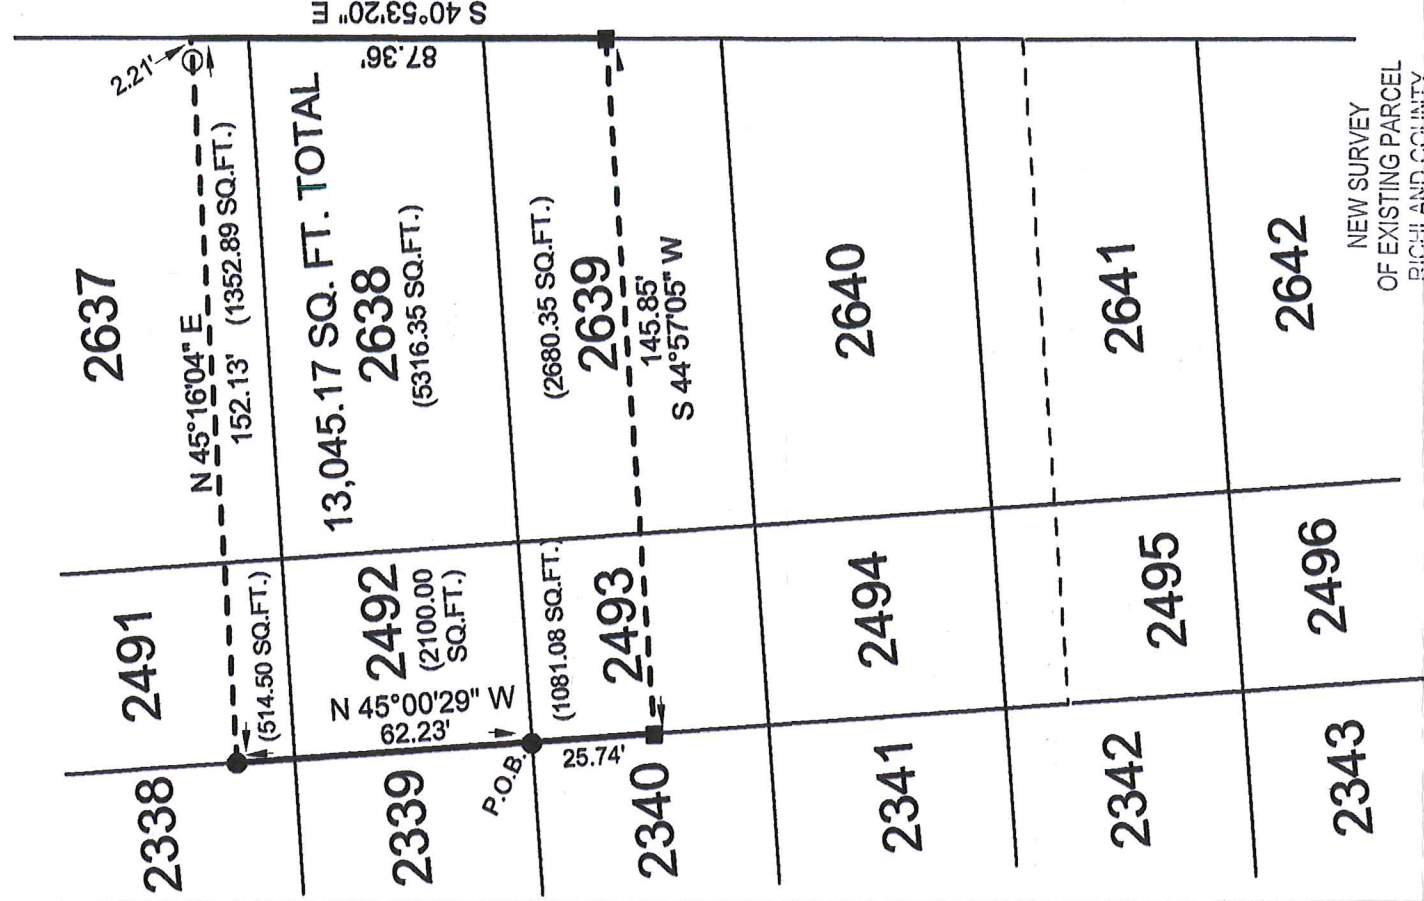 S 40°53'20" E
87.36'
2.21'
2637
N 45°16'04" E
152.13' (1352.89 SQ.FT.)
13,045.17 SQ. FT. TOTAL
2638
(5316.35 SQ.FT.)
(2680.35 SQ.FT.)
2639
145.85'
S 44°57'05" W
2640
2641
2642
NEW SURVEY
OF EXISTING PARCEL
RICHLAND COUNTY
2491
(514.50 SQ.FT.)
2492
(2100.00
SQ.FT.)
N 45°00'29" W
62.23'
(1081.08 SQ.FT.)
2493
2494
2495
2496
2338
2339
P.O.B.
25.74'
2340
2341
2342
2343